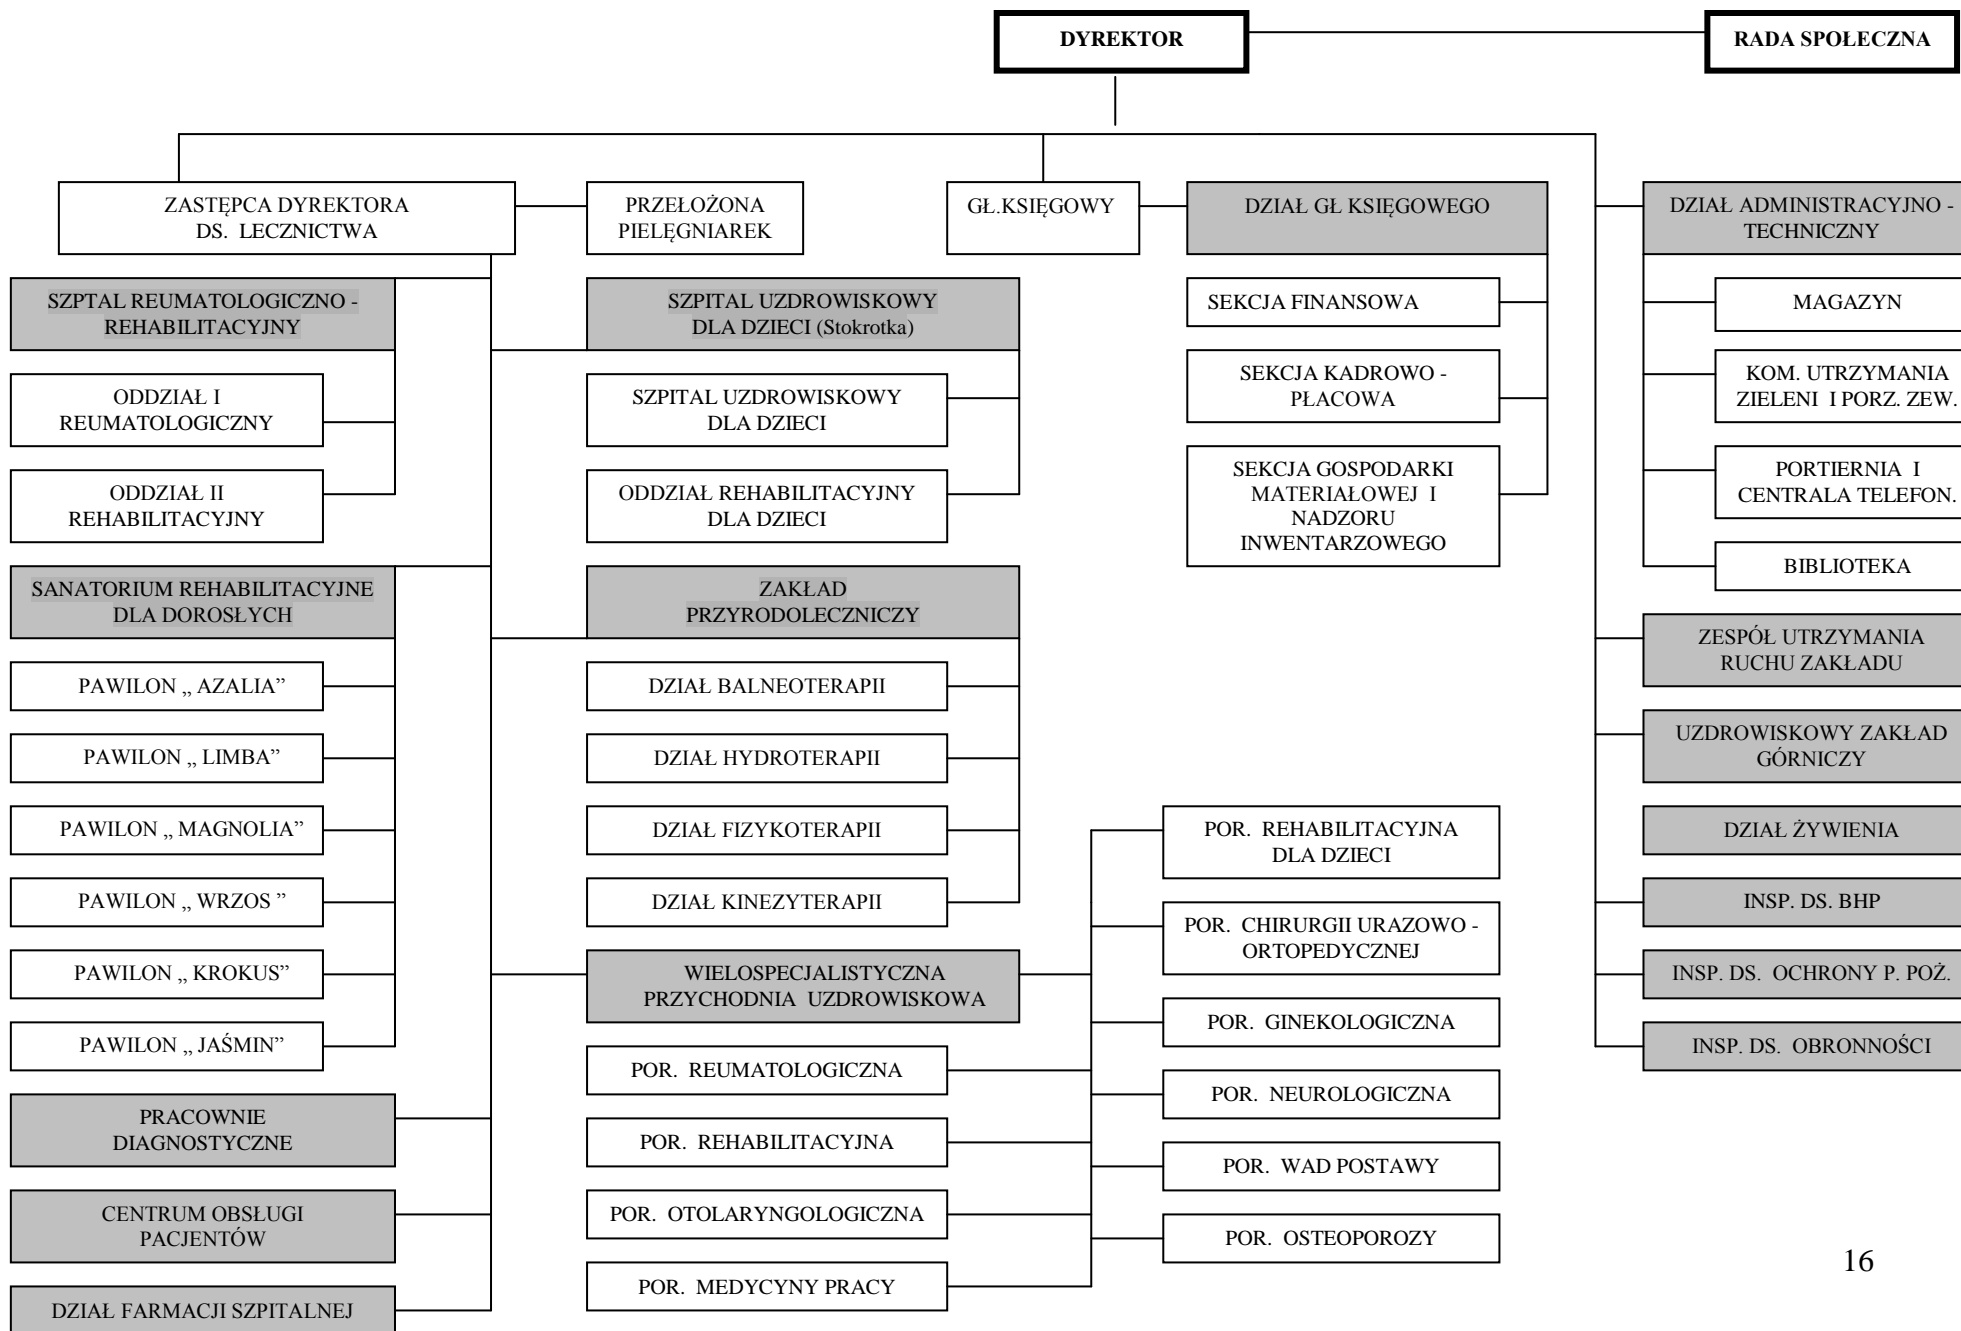 DYREKTOR
RADA SPOŁECZNA
ZASTĘPCA DYREKTORA
DS. LECZNICTWA
PRZEŁOŻONA
PIELĘGNIAREK
GŁ.KSIĘGOWY
DZIAŁ GŁ KSIĘGOWEGO
DZIAŁ ADMINISTRACYJNO -
TECHNICZNY
SZPTAL REUMATOLOGICZNO -
REHABILITACYJNY
ODDZIAŁ I
REUMATOLOGICZNY
ODDZIAŁ II
REHABILITACYJNY
SANATORIUM REHABILITACYJNE
DLA DOROSŁYCH
PAWILON „ AZALIA”
PAWILON „ LIMBA”
PAWILON „ MAGNOLIA”
PAWILON „ WRZOS ”
PAWILON „ KROKUS”
PAWILON „ JAŚMIN”
PRACOWNIE
DIAGNOSTYCZNE
CENTRUM OBSŁUGI
PACJENTÓW
DZIAŁ FARMACJI SZPITALNEJ
SZPITAL UZDROWISKOWY
DLA DZIECI (Stokrotka)
SZPITAL UZDROWISKOWY
DLA DZIECI
ODDZIAŁ REHABILITACYJNY
DLA DZIECI
ZAKŁAD
PRZYRODOLECZNICZY
DZIAŁ BALNEOTERAPII
DZIAŁ HYDROTERAPII
DZIAŁ FIZYKOTERAPII
DZIAŁ KINEZYTERAPII
WIELOSPECJALISTYCZNA
PRZYCHODNIA UZDROWISKOWA
POR. REUMATOLOGICZNA
POR. REHABILITACYJNA
POR. OTOLARYNGOLOGICZNA
POR. MEDYCYNY PRACY
SEKCJA FINANSOWA
SEKCJA KADROWO -
PŁACOWA
SEKCJA GOSPODARKI
MATERIAŁOWEJ I
NADZORU
INWENTARZOWEGO
POR. REHABILITACYJNA
DLA DZIECI
POR. CHIRURGII URAZOWO -
ORTOPEDYCZNEJ
POR. GINEKOLOGICZNA
POR. NEUROLOGICZNA
POR. WAD POSTAWY
POR. OSTEOPOROZY
MAGAZYN
KOM. UTRZYMANIA
ZIELENI I PORZ. ZEW.
PORTIERNIA I
CENTRALA TELEFON.
BIBLIOTEKA
ZESPÓŁ UTRZYMANIA
RUCHU ZAKŁADU
UZDROWISKOWY ZAKŁAD
GÓRNICZY
DZIAŁ ŻYWIENIA
INSP. DS. BHP
INSP. DS. OCHRONY P. POŻ.
INSP. DS. OBRONNOŚCI
16